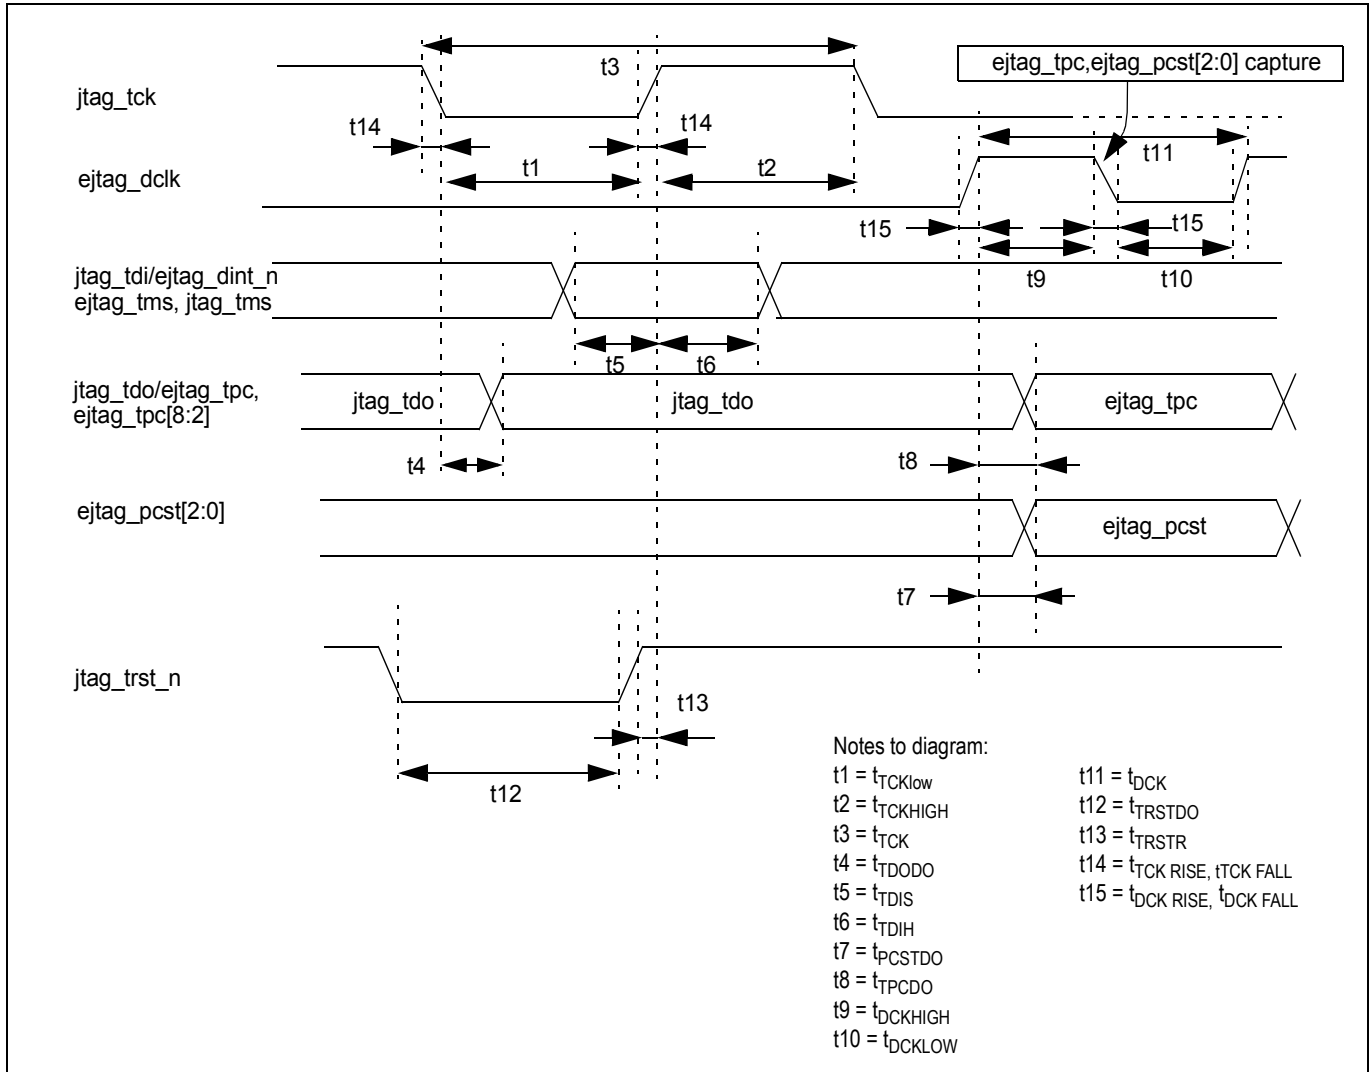 t3
ejtag_tpc,ejtag_pcst[2:0] capture
jtag_tck
t14
t14
t11
t1
t2
ejtag_dclk
t15
t15
jtag_tdi/ejtag_dint_n
ejtag_tms, jtag_tms
t9
t10
t5
t6
jtag_tdo/ejtag_tpc,
ejtag_tpc[8:2]
jtag_tdo
jtag_tdo
ejtag_tpc
t4
t8
ejtag_pcst[2:0]
ejtag_pcst
t7
jtag_trst_n
t13
t12
Notes to diagram:
t1 = tTCKlow
t2 = tTCKHIGH
t3 = tTCK
t4 = tTDODO
t5 = tTDIS
t6 = tTDIH
t7 = tPCSTDO
t8 = tTPCDO
t9 = tDCKHIGH
t10 = tDCKLOW
t11 = tDCK
t12 = tTRSTDO
t13 = tTRSTR
t14 = tTCK RISE, tTCK FALL
t15 = tDCK RISE, tDCK FALL